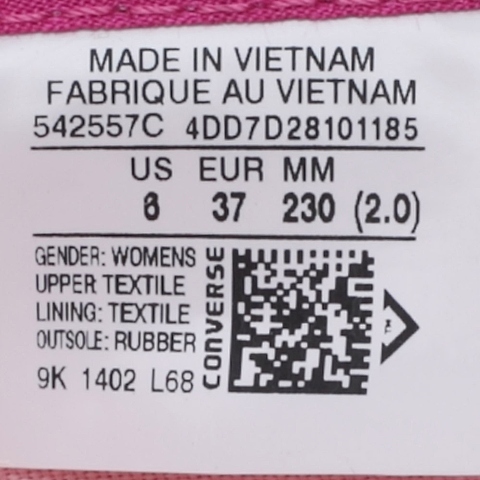 MADE IN VIETNAM
FABRIQUE AU VIETNAM
542557C 4DD7D28101185
US EUR MM
6 37 230 (2.0)
GENDER: WOMENS
UPPER TEXTILE
LINING: TEXTILE
OUTSOLE: RUBBER
9K 1402 L68
CONVERSE
TM